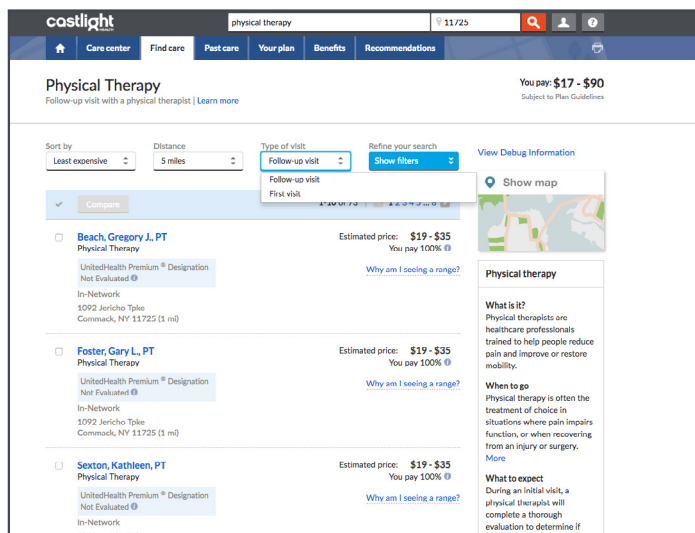 castlight
HEALTH
physical therapy
11725
Care center
Find care
Past care
Your plan
Benefits
Recommendations
Physical Therapy
Follow-up visit with a physical therapist | Learn more
You pay: $17 - $90
Subject to Plan Guidelines
Sort by
Least expensive
Distance
5 miles
Type of visit
Follow-up visit
Refine your search
Show filters
View Debug Information
Follow-up visit
First visit
Compare
1-10 of 73
1 2 3 4 5 ... 8
Show map
Beach, Gregory J., PT
Physical Therapy
UnitedHealth Premium ® Designation
Not Evaluated
In-Network
1092 Jericho Tpke
Commack, NY 11725 (1 mi)
Estimated price: $19 - $35
You pay 100%
Why am I seeing a range?
Foster, Gary L., PT
Physical Therapy
UnitedHealth Premium ® Designation
Not Evaluated
In-Network
1092 Jericho Tpke
Commack, NY 11725 (1 mi)
Estimated price: $19 - $35
You pay 100%
Why am I seeing a range?
Sexton, Kathleen, PT
Physical Therapy
UnitedHealth Premium ® Designation
Not Evaluated
In-Network
Estimated price: $19 - $35
You pay 100%
Why am I seeing a range?
Physical therapy
What is it?
Physical therapists are
healthcare professionals
trained to help people reduce
pain and improve or restore
mobility.
When to go
Physical therapy is often the
treatment of choice in
situations where pain impairs
function, or when recovering
from an injury or surgery.
More
What to expect
During an initial visit, a
physical therapist will
complete a thorough
evaluation to determine if